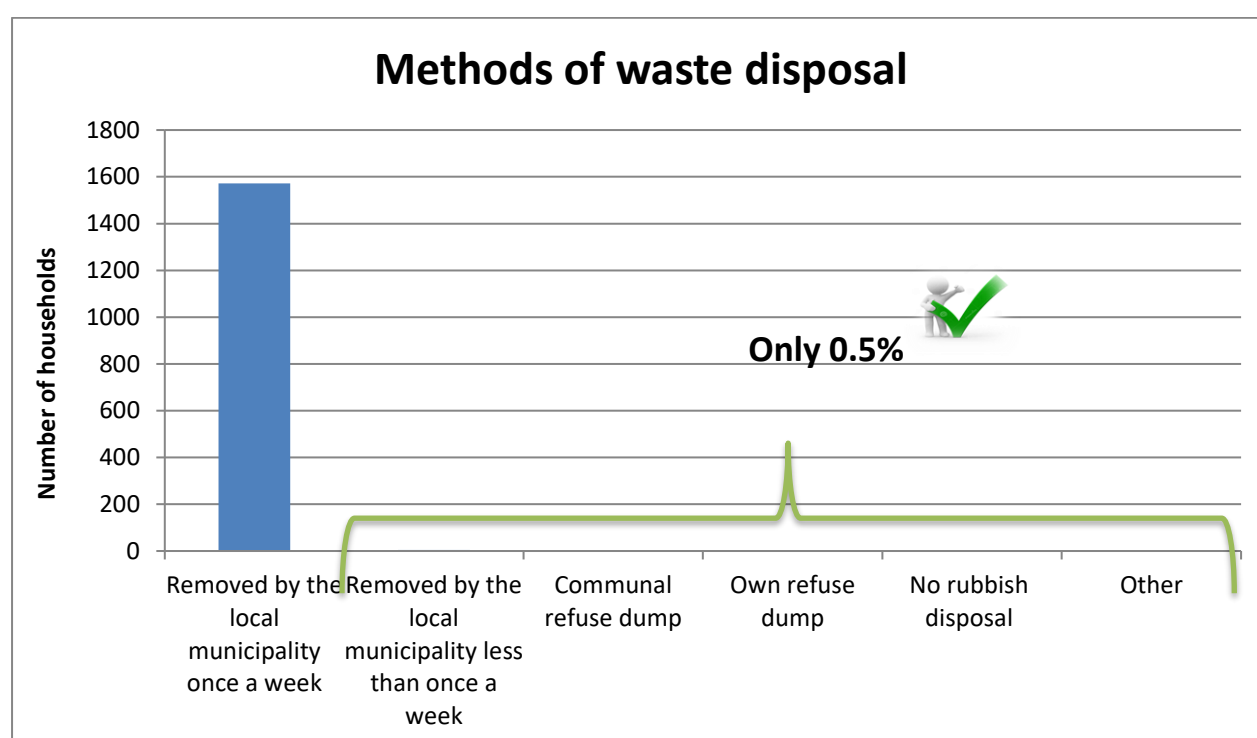 Methods of waste disposal
1800
1600
1400
1200
1000
800
600
400
200
0
Number of households
Only 0.5%
Removed by the
local
municipality
once a week
Removed by the
local
municipality less
than once a
week
Communal
refuse dump
Own refuse
dump
No rubbish
disposal
Other